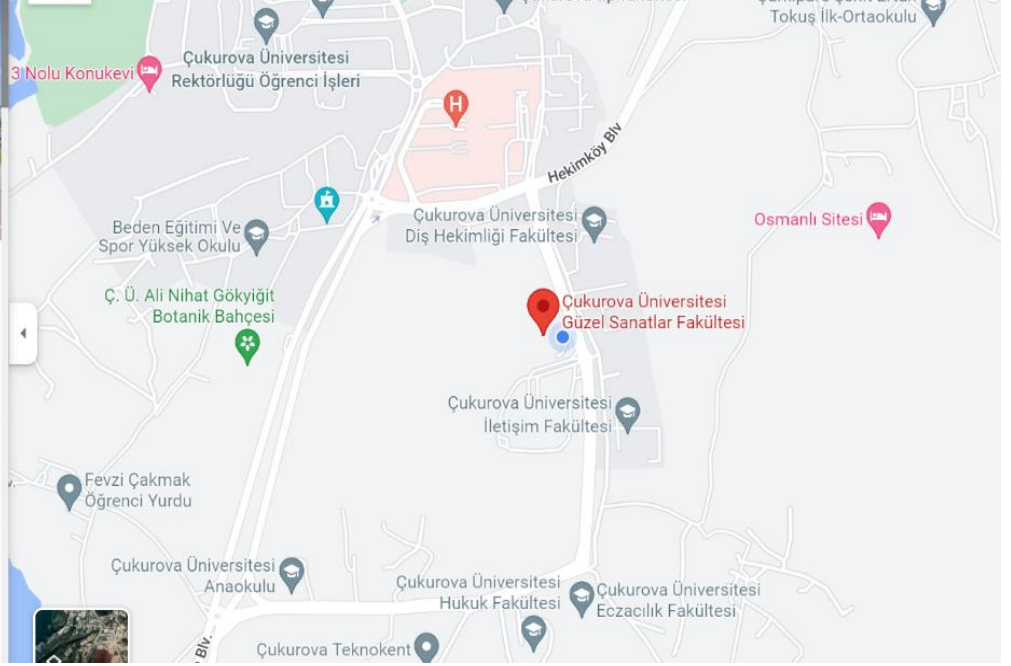 Tokuş İlk-Ortaokulu
Çukurova Üniversitesi
Rektörlüğü Öğrenci İşleri
3 Nolu Konukevi
H
Hekimköy Blv
Çukurova Üniversitesi
Diş Hekimliği Fakültesi
Osmanlı Sitesi
Beden Eğitimi Ve
Spor Yüksek Okulu
Ç. Ü. Ali Nihat Gökyiğit
Botanik Bahçesi
Çukurova Üniversitesi
Güzel Sanatlar Fakültesi
Çukurova Üniversitesi
İletişim Fakültesi
Fevzi Çakmak
Öğrenci Yurdu
Çukurova Üniversitesi
Anaokulu
Çukurova Üniversitesi
Hukuk Fakültesi
Çukurova Üniversitesi
Eczacılık Fakültesi
Çukurova Teknokent
Blv.